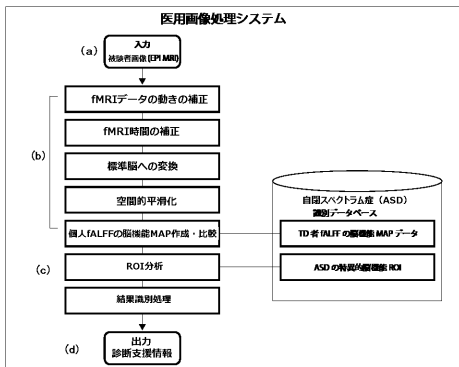 医用画像処理システム
(a)
入力
被験者画像(EPI MRI)
fMRIデータの動きの補正
fMRI時間の補正
(b)
標準脳への変換
空間的平滑化
個人fALFFの脳機能MAP作成・比較
(c)
ROI分析
結果識別処理
(d)
出力
診断支援情報
自閉スペクトラム症（ASD）
識別データベース
TD者fALFFの脳機能MAPデータ
ASDの特異的脳機能ROI